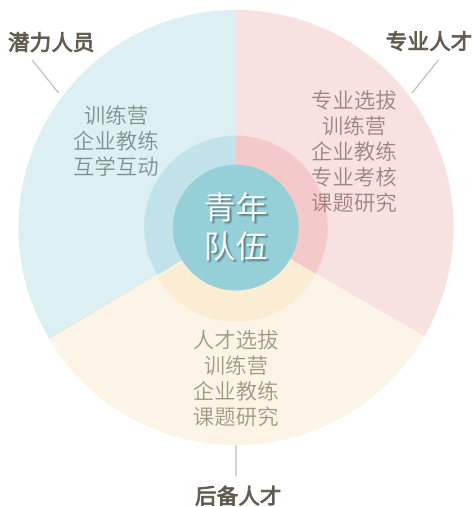 潜力人员
专业人才
训练营
企业教练
互学互动
专业选拔
训练营
企业教练
专业考核
课题研究
青年
队伍
人才选拔
训练营
企业教练
课题研究
后备人才